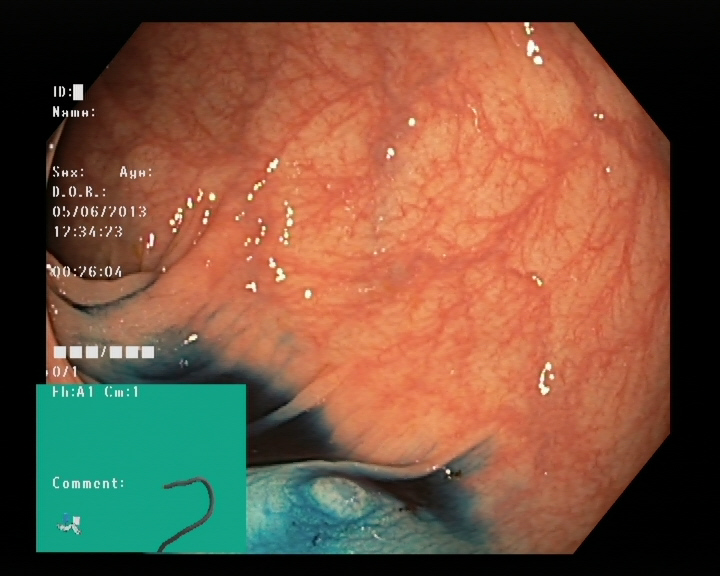 ID:
Name:
Sex: Age:
D.O.B.:
05/06/2013
12:34:23
00:26:04
/
0/1
Eh:A1 Cm:1
Comment: